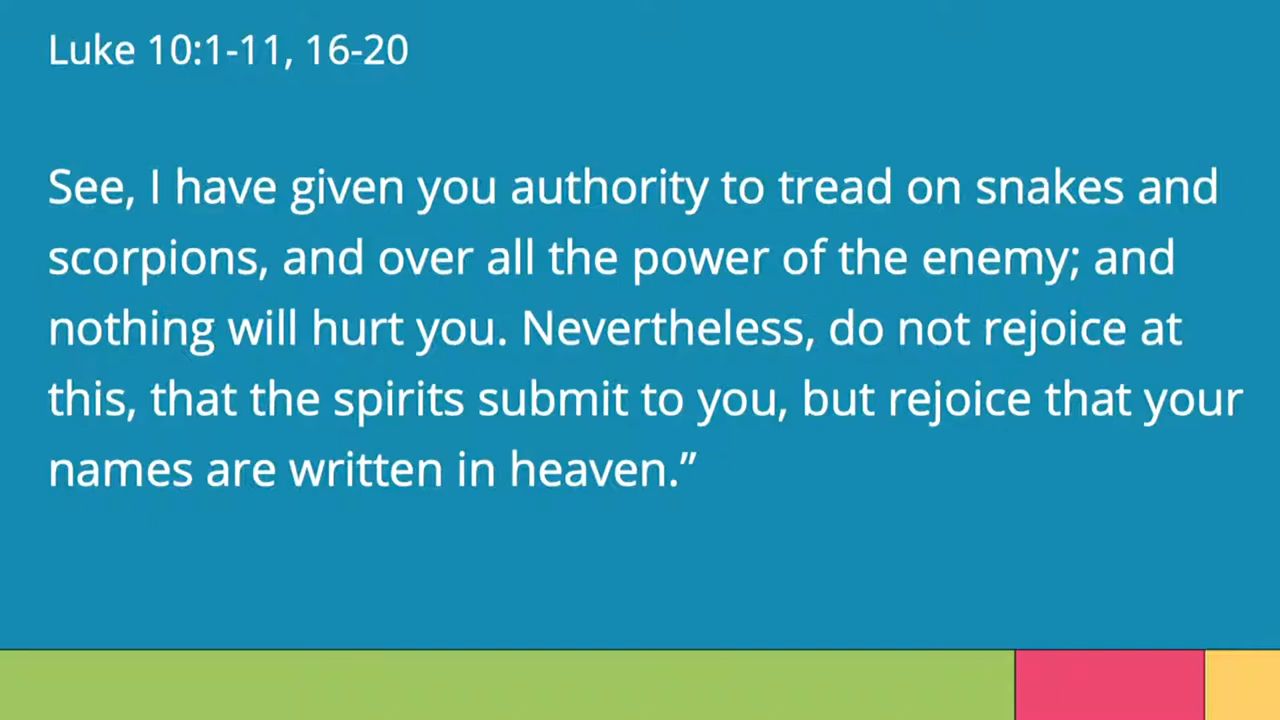 Luke 10:1-11, 16-20
See, I have given you authority to tread on snakes and
scorpions, and over all the power of the enemy; and
nothing will hurt you. Nevertheless, do not rejoice at
this, that the spirits submit to you, but rejoice that your
names are written in heaven.”